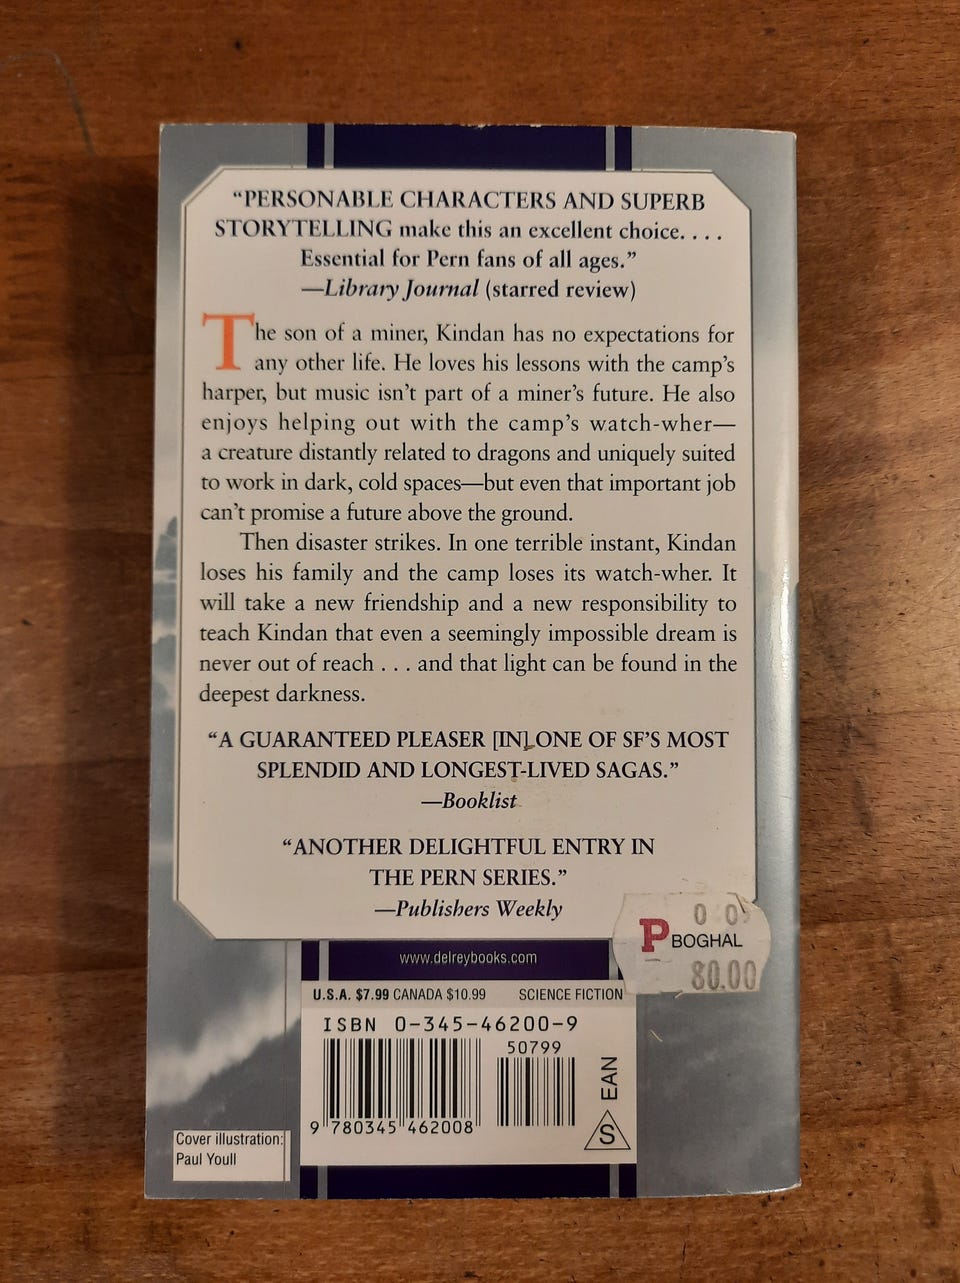 “PERSONABLE CHARACTERS AND SUPERB
STORYTELLING make this an excellent choice. . . .
Essential for Pern fans of all ages.”
—Library Journal (starred review)
The son of a miner, Kindan has no expectations for
any other life. He loves his lessons with the camp’s
harper, but music isn’t part of a miner’s future. He also
enjoys helping out with the camp’s watch-wher—
a creature distantly related to dragons and uniquely suited
to work in dark, cold spaces—but even that important job
can’t promise a future above the ground.
Then disaster strikes. In one terrible instant, Kindan
loses his family and the camp loses its watch-wher. It
will take a new friendship and a new responsibility to
teach Kindan that even a seemingly impossible dream is
never out of reach . . . and that light can be found in the
deepest darkness.
“A GUARANTEED PLEASER [IN] ONE OF SF’S MOST
SPLENDID AND LONGEST-LIVED SAGAS.”
—Booklist
“ANOTHER DELIGHTFUL ENTRY IN
THE PERN SERIES.”
—Publishers Weekly
P BOGHAL
80.00
www.delreybooks.com
U.S.A. $7.99 CANADA $10.99 SCIENCE FICTION
ISBN 0-345-46200-9
50799
9 780345 462008
EAN
S
Cover illustration:
Paul Youll